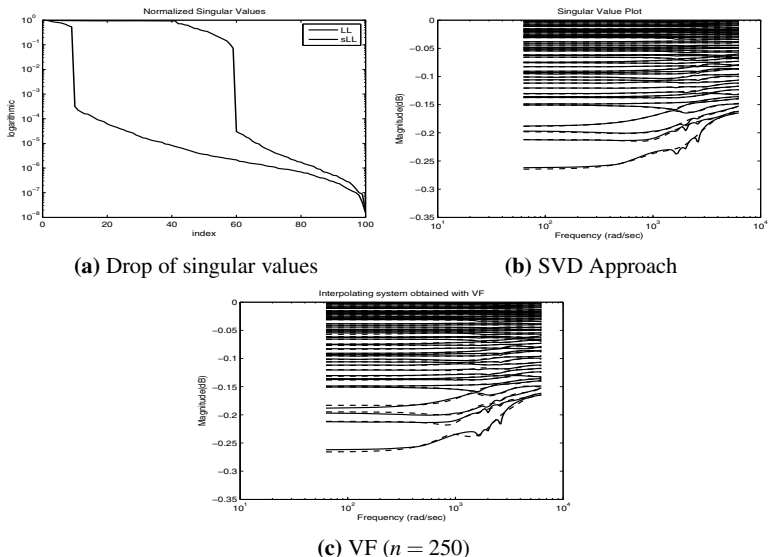 Normalized Singular Values
LL
sLL
10^0
10^-1
10^-2
10^-3
10^-4
10^-5
10^-6
10^-7
10^-8
logarithmic
0 20 40 60 80 100
index
(a) Drop of singular values
Singular Value Plot
0
-0.05
-0.1
-0.15
-0.2
-0.25
-0.3
-0.35
Magnitude(dB)
10^1 10^2 10^3 10^4
Frequency (rad/sec)
(b) SVD Approach
Interpolating system obtained with VF
0
-0.05
-0.1
-0.15
-0.2
-0.25
-0.3
-0.35
Magnitude(dB)
10^1 10^2 10^3 10^4
Frequency (rad/sec)
(c) VF (n = 250)